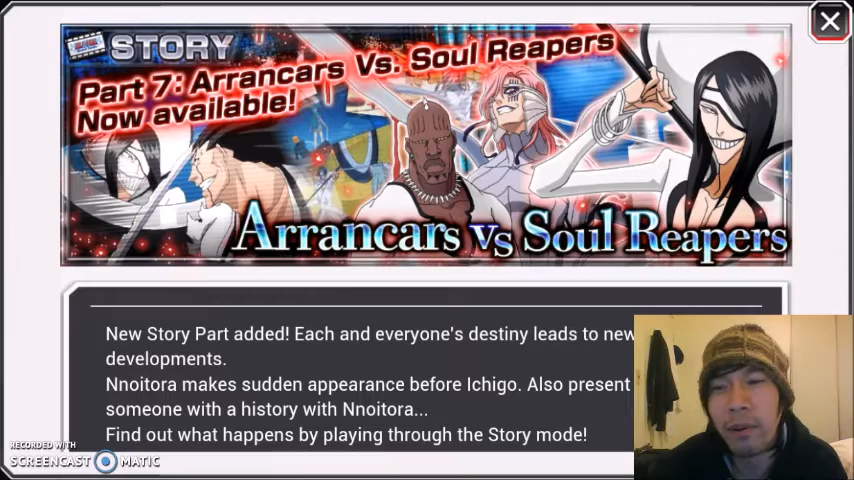 STORY
Part 7: Arrancars Vs. Soul Reapers
Now available!
Arrancars vs Soul Reapers
New Story Part added! Each and everyone's destiny leads to new
developments.
Nnoitora makes sudden appearance before Ichigo. Also present
someone with a history with Nnoitora...
Find out what happens by playing through the Story mode!
RECORDED WITH
SCREENCAST MATIC